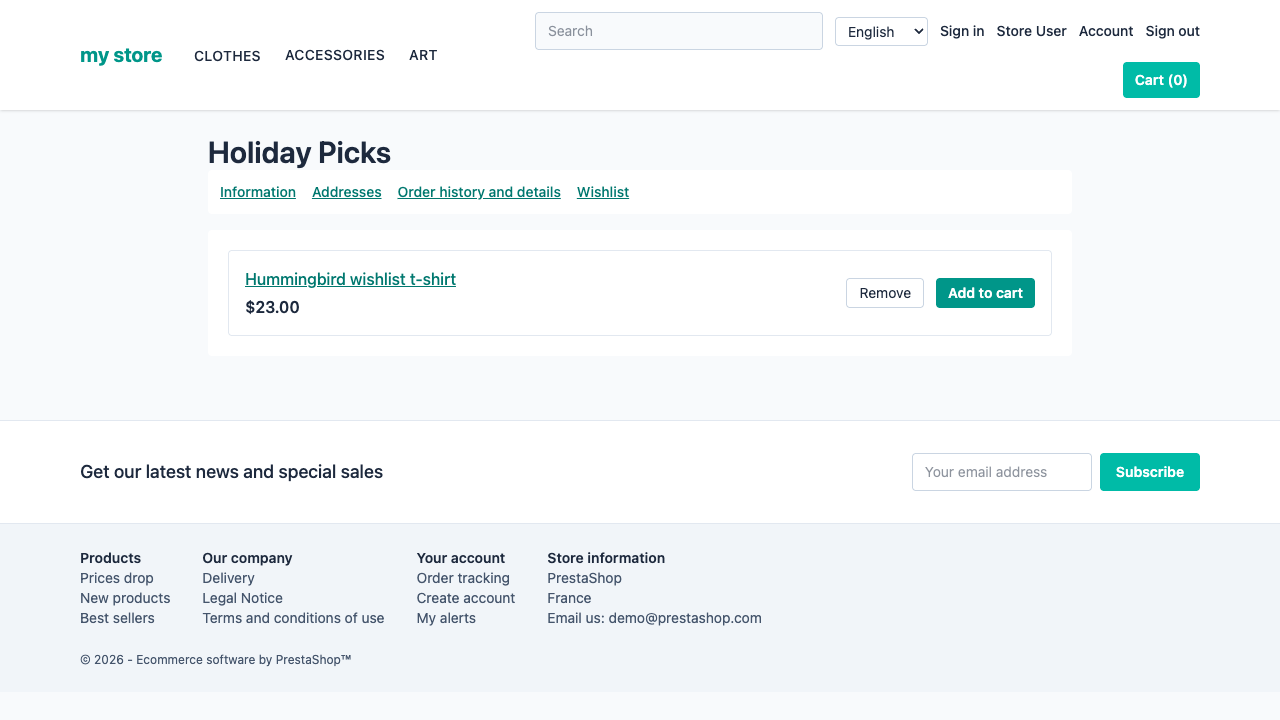 my store
CLOTHES ACCESSORIES ART
Search
English
Sign in Store User Account Sign out
Cart (0)
Holiday Picks
Information Addresses Order history and details Wishlist
Hummingbird wishlist t-shirt
$23.00
Remove Add to cart
Get our latest news and special sales
Your email address Subscribe
Products
Prices drop
New products
Best sellers
Our company
Delivery
Legal Notice
Terms and conditions of use
Your account
Order tracking
Create account
My alerts
Store information
PrestaShop
France
Email us: demo@prestashop.com
© 2026 - Ecommerce software by PrestaShop™